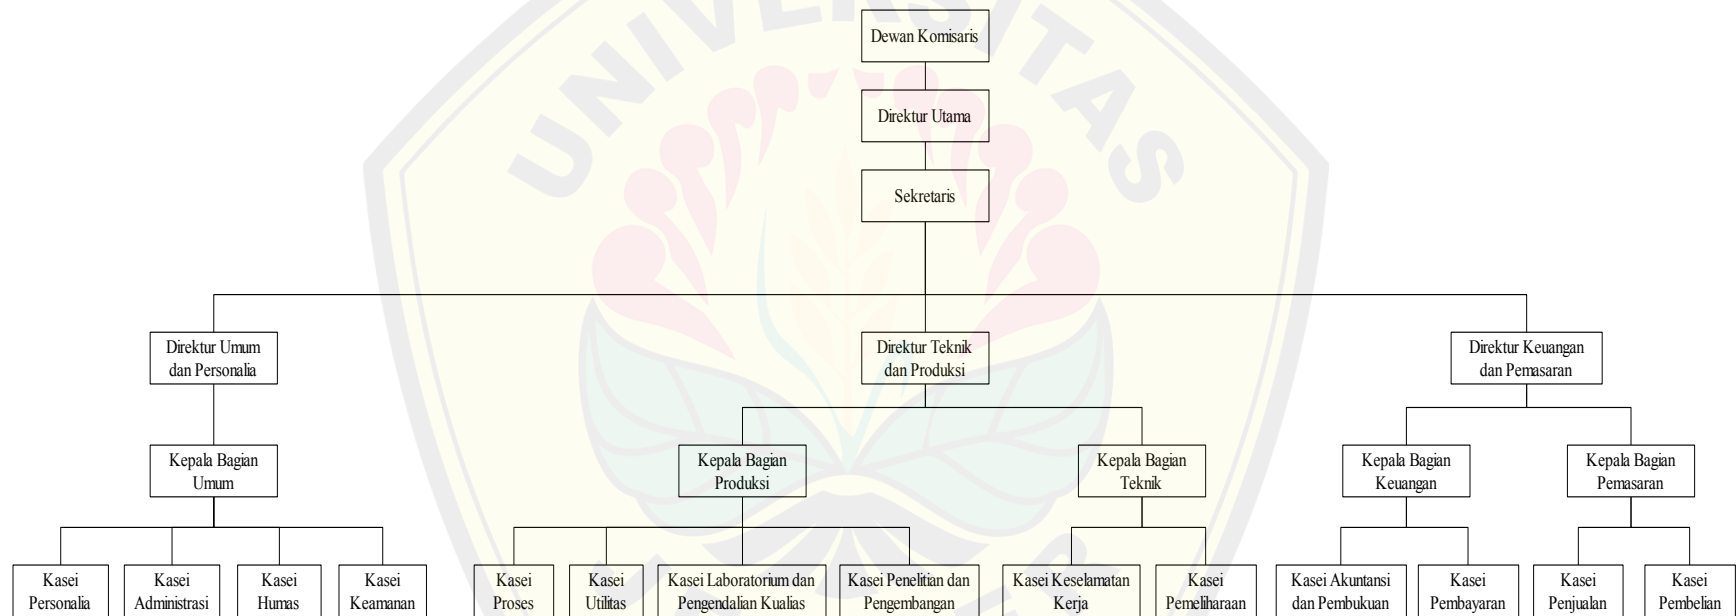 UNIVERSITAS
Dewan Komisaris
Direktur Utama
Sekretaris
Direktur Umum
dan Personalia
Direktur Teknik
dan Produksi
Direktur Keuangan
dan Pemasaran
Kepala Bagian
Umum
Kepala Bagian
Produksi
Kepala Bagian
Teknik
Kepala Bagian
Keuangan
Kepala Bagian
Pemasaran
Kasei
Personalia
Kasei
Administrasi
Kasei
Humas
Kasei
Keamanan
Kasei
Proses
Kasei
Utilitas
Kasei Laboratorium dan
Pengendalian Kualias
Kasei Penelitian dan
Pengembangan
Kasei Keselamatan
Kerja
Kasei
Pemeliharaan
Kasei Akuntansi
dan Pembukuan
Kasei
Pembayaran
Kasei
Penjualan
Kasei
Pembelian